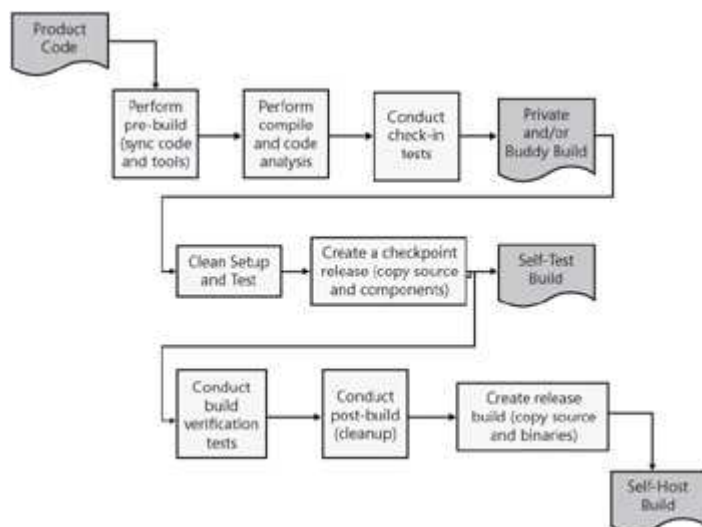 Product
Code
Perform
pre-build
(sync code
and tools)
Perform
compile
and code
analysis
Conduct
check-in
tests
Private
and/or
Buddy Build
Clean Setup
and Test
Create a checkpoint
release (copy source
and components)
Self-Test
Build
Conduct
build
verification
tests
Conduct
post-build
(cleanup)
Create release
build (copy source
and binaries)
Self-Host
Build